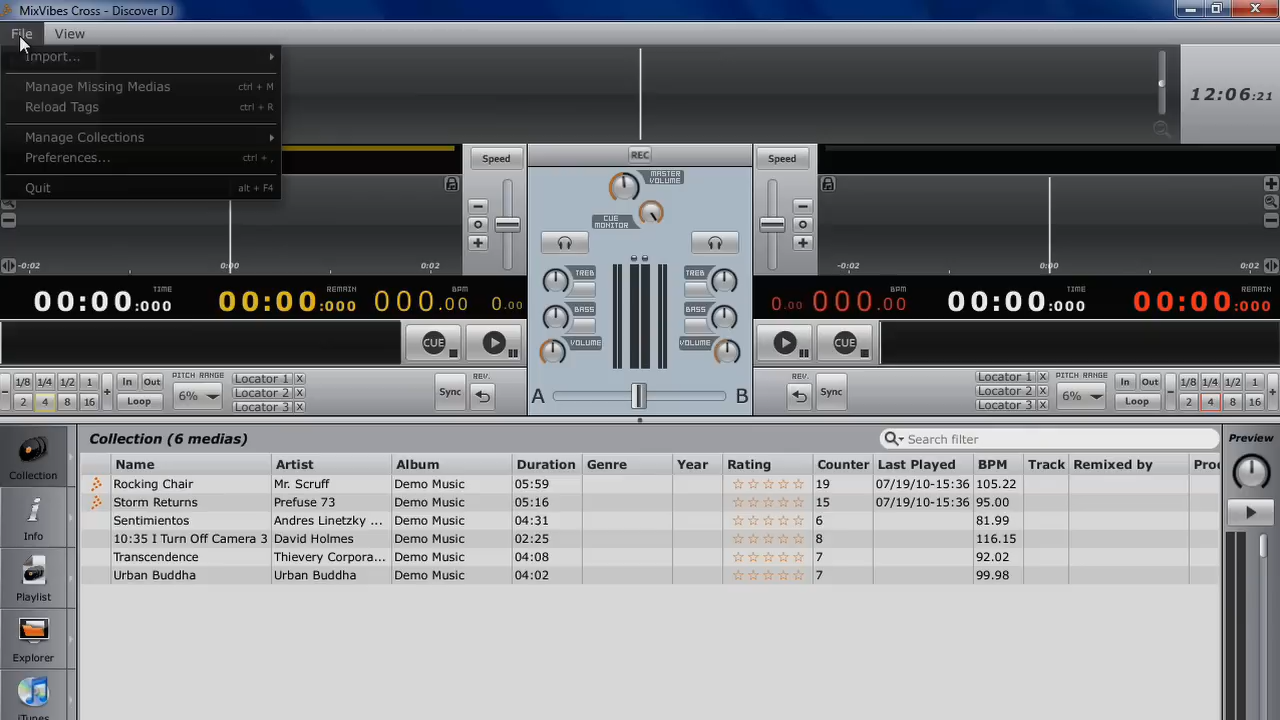 MixVibes Cross - Discover DJ
File View
Import...
Manage Missing Medias ctrl + M
Reload Tags ctrl + R
Manage Collections
Preferences... ctrl + ,
Quit alt + F4
12:06:21
Speed REC Speed
MASTER VOLUME
CUE MONITOR
-0:02 0:00 0:02 -0:02 0:00 0:02
TREB TREB
BASS BASS
VOLUME VOLUME
00:00:000 TIME 00:00:000 REMAIN 000.00 BPM 0.00
0.00 000.00 BPM 00:00:000 TIME 00:00:000 REMAIN
CUE CUE
1/8 1/4 1/2 1 In Out PITCH RANGE Locator 1 X REV. REV. PITCH RANGE Locator 1 X In Out 1/8 1/4 1/2 1
- 2 4 8 16 + Loop 6% Locator 2 X Sync A B Sync 6% Locator 2 X Loop - 2 4 8 16 +
Locator 3 X Locator 3 X
Collection
Info
Playlist
Explorer
iTunes
Collection (6 medias) Search filter Preview
Name Artist Album Duration Genre Year Rating Counter Last Played BPM Track Remixed by Proc
Rocking Chair Mr. Scruff Demo Music 05:59 19 07/19/10-15:36 105.22
Storm Returns Prefuse 73 Demo Music 05:16 15 07/19/10-15:36 95.00
Sentimientos Andres Linetzky ... Demo Music 04:31 6 81.99
10:35 I Turn Off Camera 3 David Holmes Demo Music 02:25 8 116.15
Transcendence Thievery Corpora... Demo Music 04:08 7 92.02
Urban Buddha Urban Buddha Demo Music 04:02 7 99.98